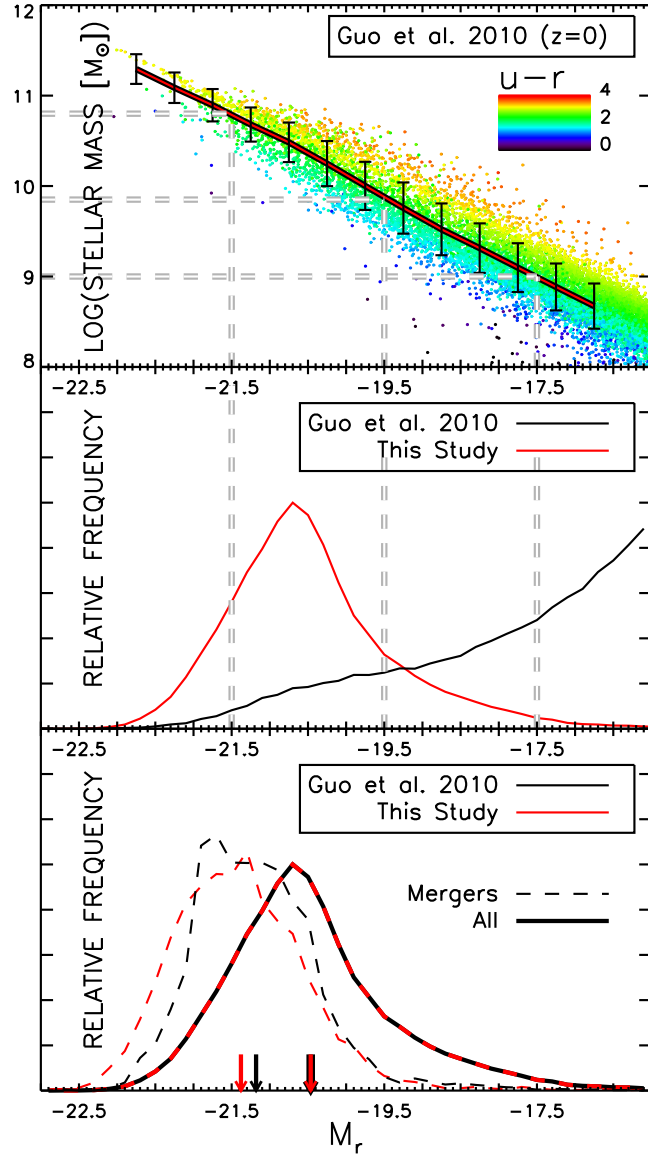 12
11
10
9
8
LOG(STELLAR MASS [M⊙])
Guo et al. 2010 (z=0)
u−r
4
2
0
−22.5 −21.5 −19.5 −17.5
RELATIVE FREQUENCY
Guo et al. 2010
This Study
−22.5 −21.5 −19.5 −17.5
RELATIVE FREQUENCY
Guo et al. 2010
This Study
Mergers
All
−22.5 −21.5 −19.5 −17.5
Mr